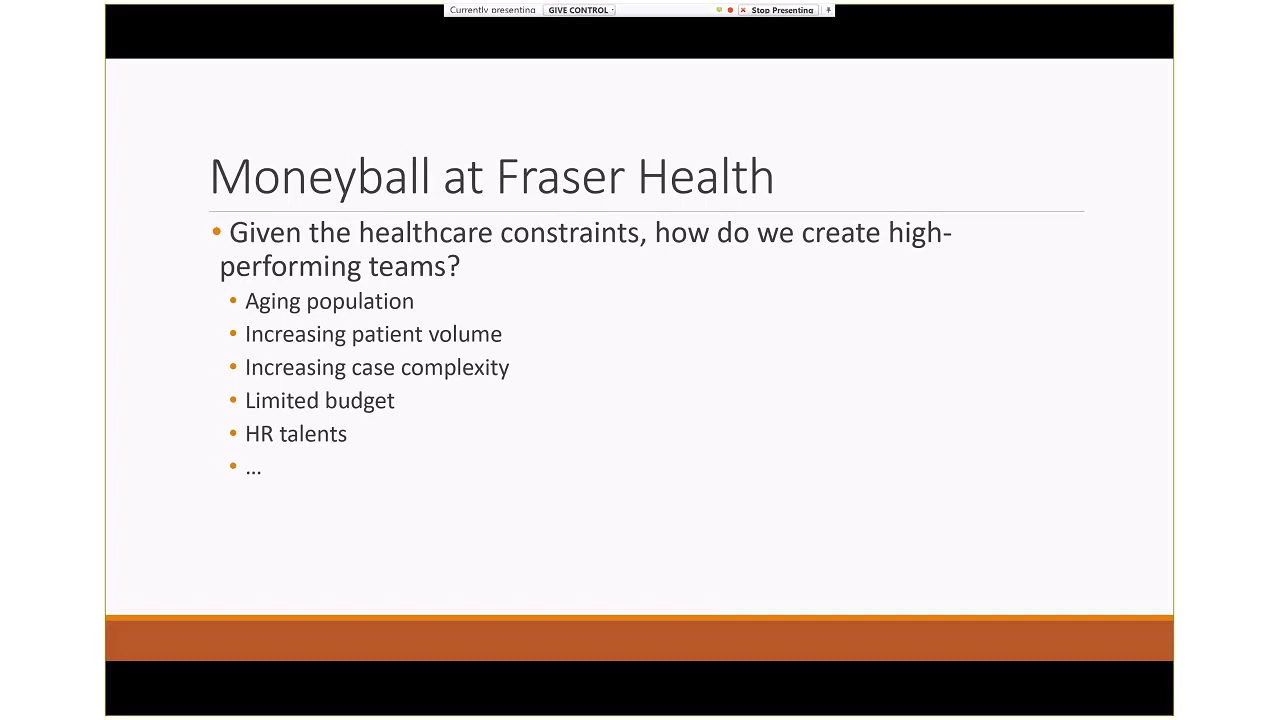 Currently presenting GIVE CONTROL Stop Presenting
Moneyball at Fraser Health
• Given the healthcare constraints, how do we create high-
performing teams?
• Aging population
• Increasing patient volume
• Increasing case complexity
• Limited budget
• HR talents
• …